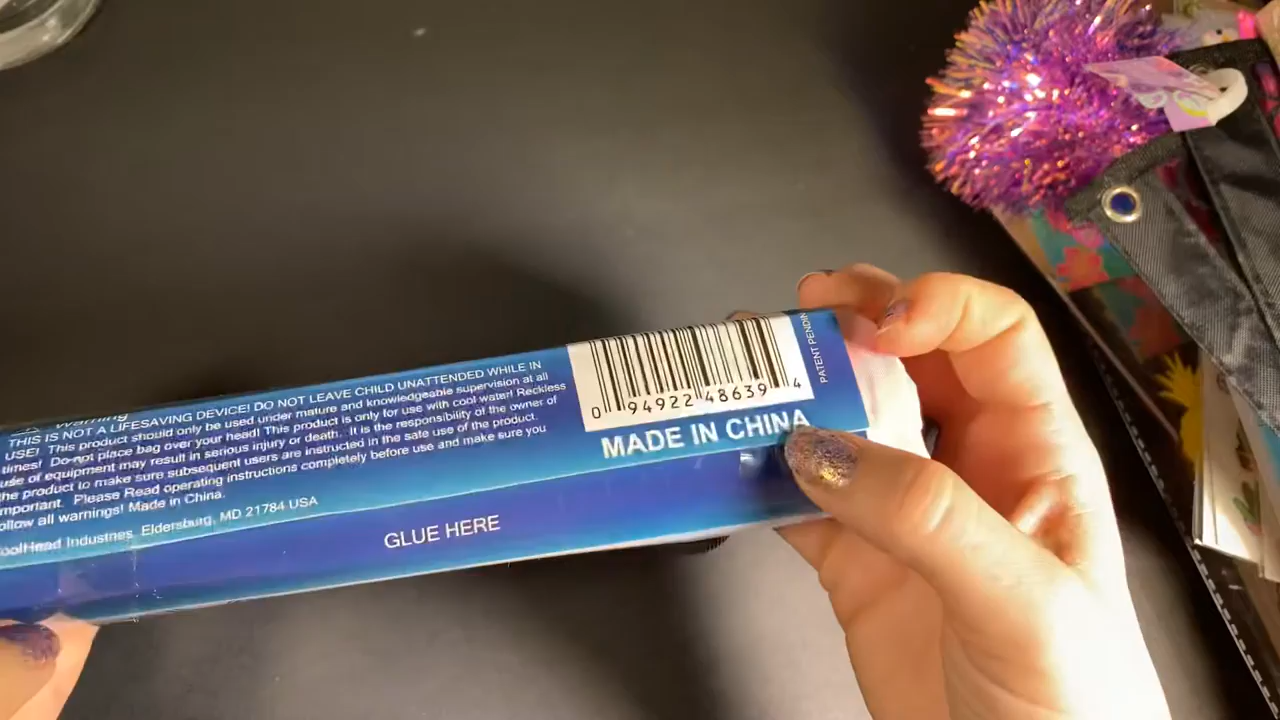 Warning
THIS IS NOT A LIFESAVING DEVICE! DO NOT LEAVE CHILD UNATTENDED WHILE IN
USE! This product should only be used under mature and knowledgeable supervision at all
times! Do not place bag over your head! This product is only for use with cool water! Reckless
use of equipment may result in serious injury or death. It is the responsibility of the owner of
the product to make sure subsequent users are instructed in the safe use of the product.
important. Please Read operating instructions completely before use and make sure you
ollow all warnings! Made in China.
oolHead Industries, Eldersburg, MD 21784 USA
GLUE HERE
0 94922 48639 4
MADE IN CHINA
PATENT PENDIN